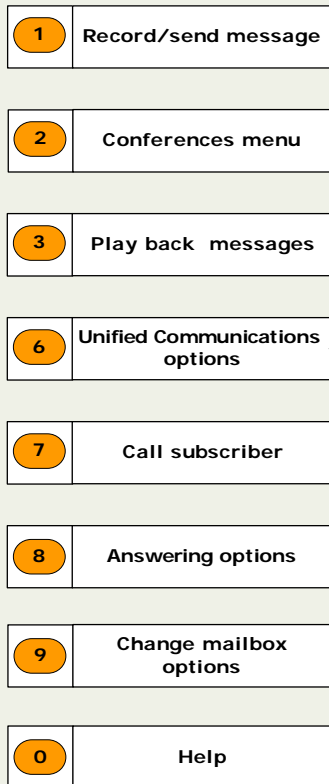 1 Record/send message
2 Conferences menu
3 Play back messages
6 Unified Communications
options
7 Call subscriber
8 Answering options
9 Change mailbox
options
0 Help